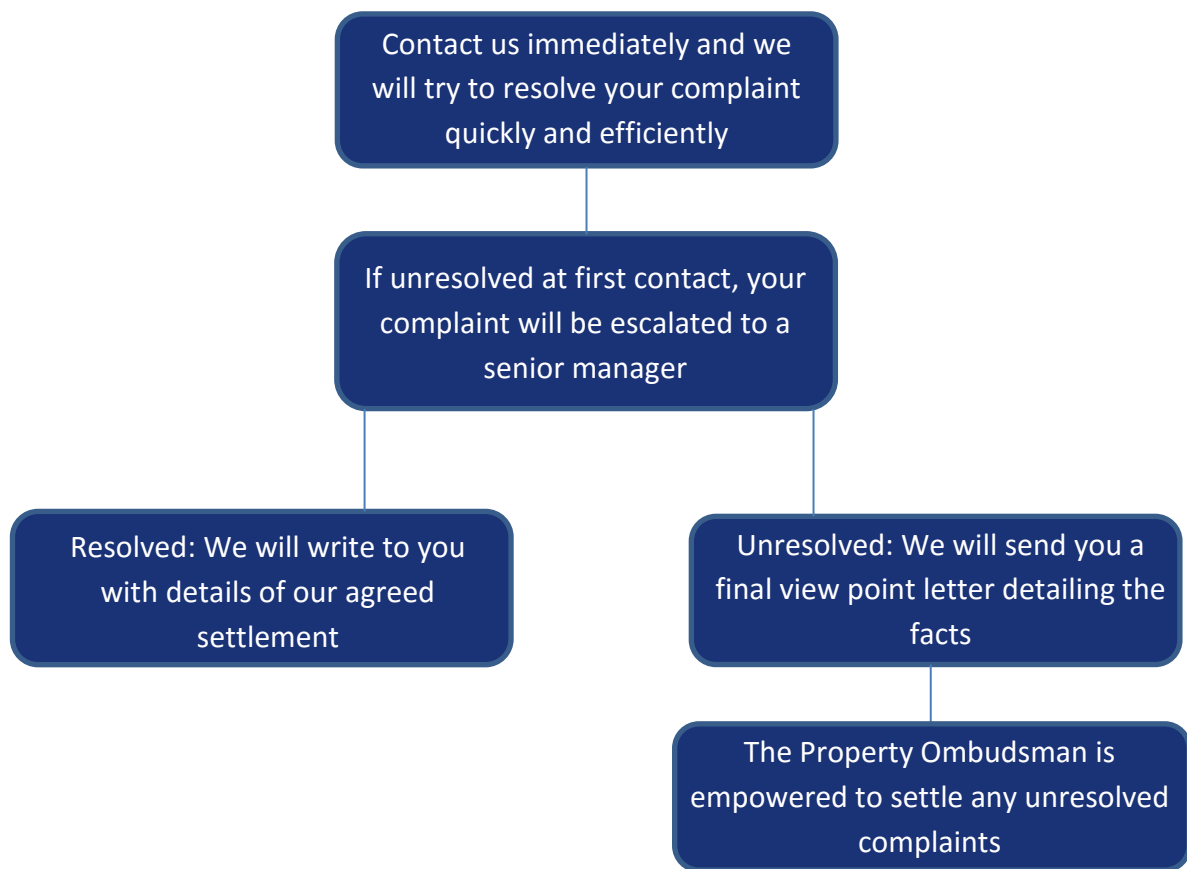 Contact us immediately and we
will try to resolve your complaint
quickly and efficiently
If unresolved at first contact, your
complaint will be escalated to a
senior manager
Resolved: We will write to you
with details of our agreed
settlement
Unresolved: We will send you a
final view point letter detailing the
facts
The Property Ombudsman is
empowered to settle any unresolved
complaints